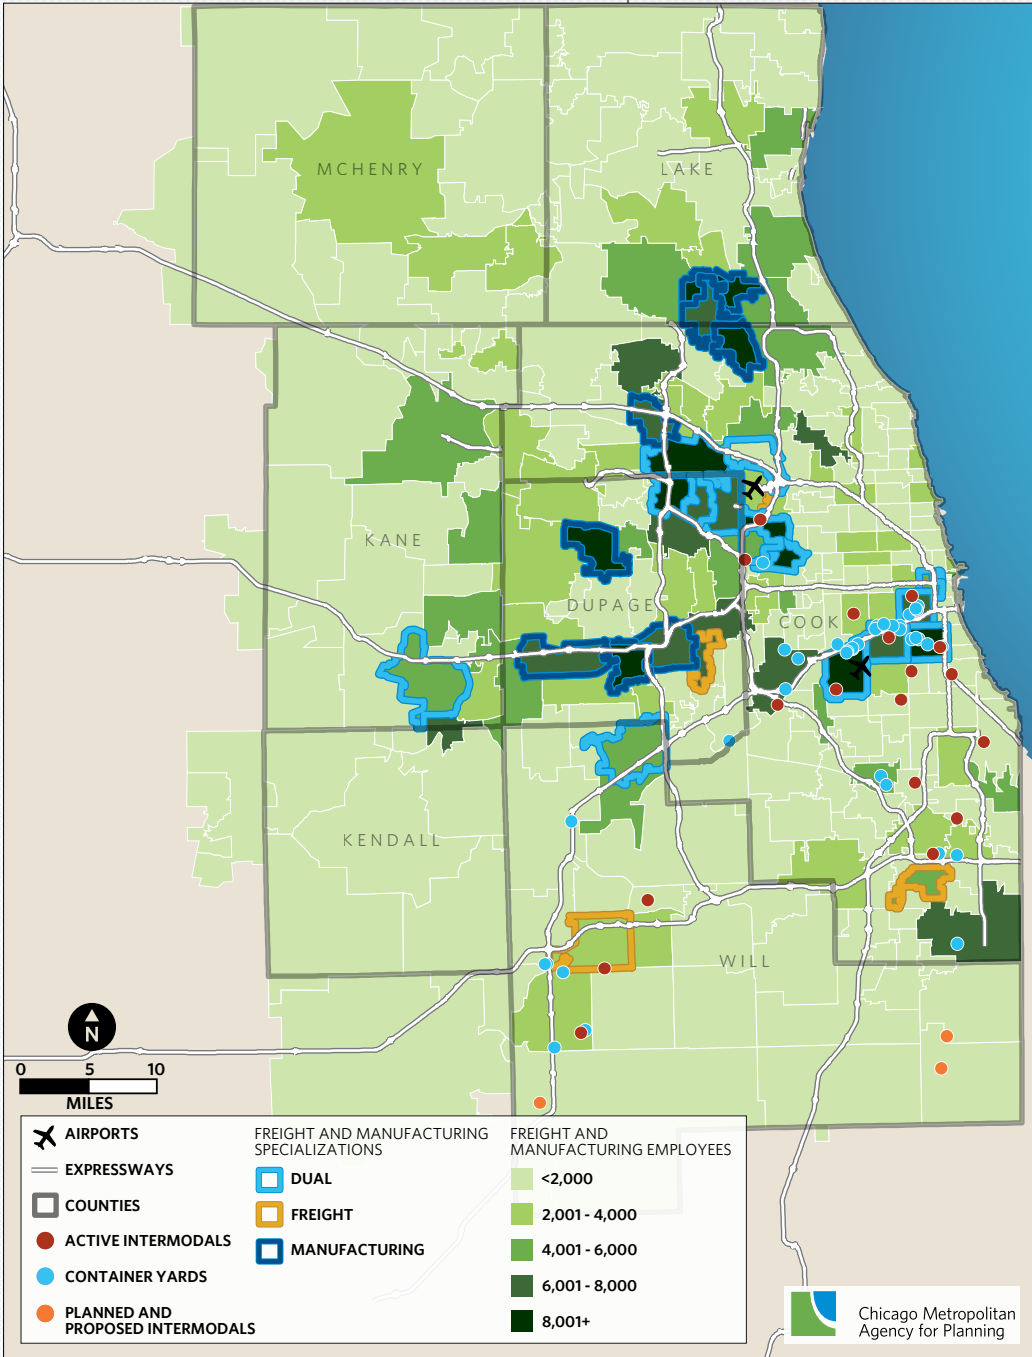 MCHENRY
LAKE
KANE
DUPAGE
COOK
KENDALL
WILL
N
0 5 10
MILES
AIRPORTS
EXPRESSWAYS
COUNTIES
ACTIVE INTERMODALS
CONTAINER YARDS
PLANNED AND
PROPOSED INTERMODALS
FREIGHT AND MANUFACTURING
SPECIALIZATIONS
DUAL
FREIGHT
MANUFACTURING
FREIGHT AND
MANUFACTURING EMPLOYEES
<2,000
2,001 - 4,000
4,001 - 6,000
6,001 - 8,000
8,001+
Chicago Metropolitan
Agency for Planning